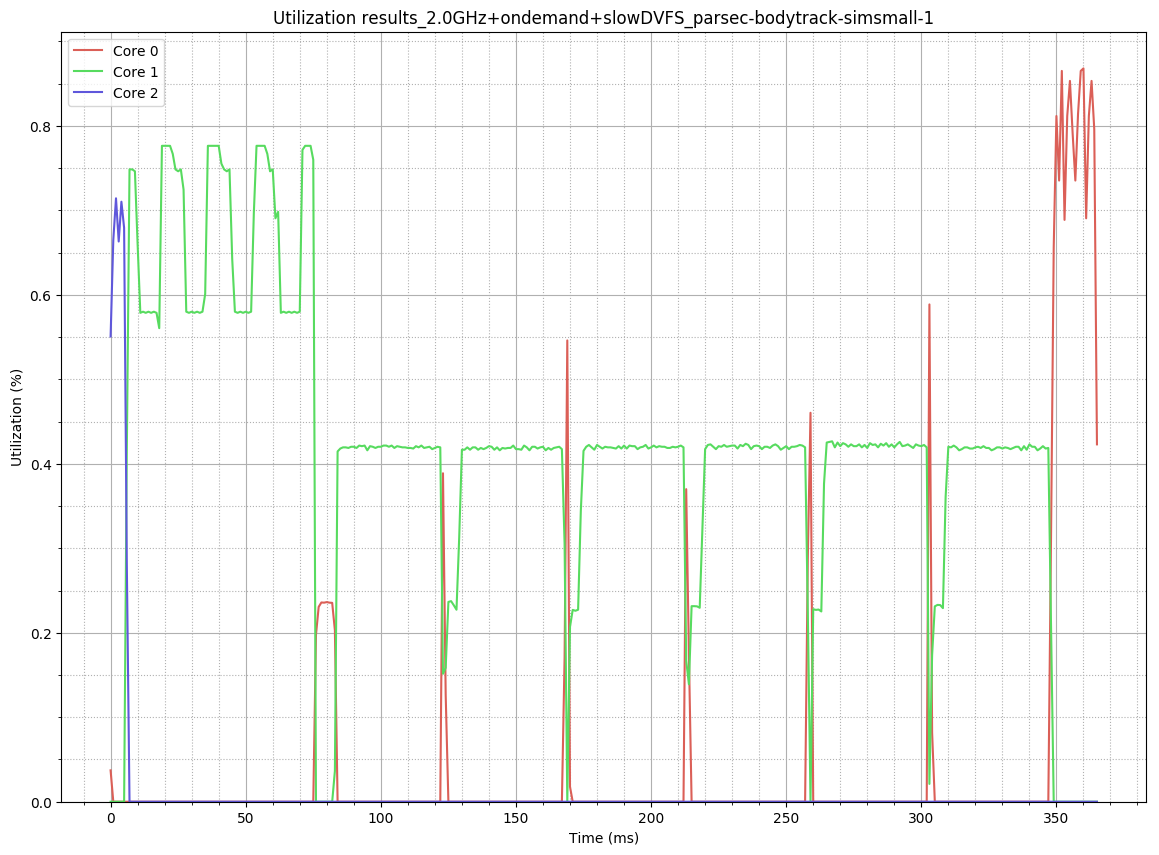 Utilization results_2.0GHz+ondemand+slowDVFS_parsec-bodytrack-simsmall-1
Core 0
Core 1
Core 2
Utilization (%)
0.8
0.6
0.4
0.2
0.0
0 50 100 150 200 250 300 350
Time (ms)